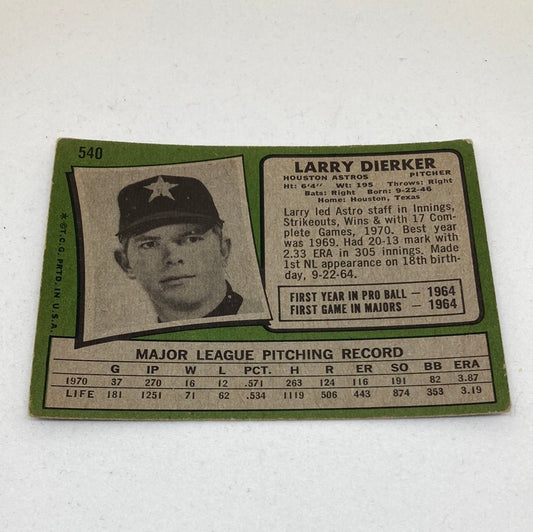 540
LARRY DIERKER
HOUSTON ASTROS PITCHER
Ht: 6'4" Wt: 195 Throws: Right
Bats: Right Born: 9-22-46
Home: Houston, Texas
Larry led Astro staff in Innings,
Strikeouts, Wins & with 17 Com-
plete Games, 1970. Best year
was 1969. Had 20-13 mark with
2.33 ERA in 305 innings. Made
1st NL appearance on 18th birth-
day, 9-22-64.
FIRST YEAR IN PRO BALL — 1964
FIRST GAME IN MAJORS — 1964
* ©T.C.G. PRTD. IN U.S.A.
MAJOR LEAGUE PITCHING RECORD
G IP W L PCT. H R ER SO BB ERA
1970 37 270 16 12 .571 263 124 116 191 82 3.87
LIFE 181 1251 71 62 .534 1119 506 443 874 353 3.19